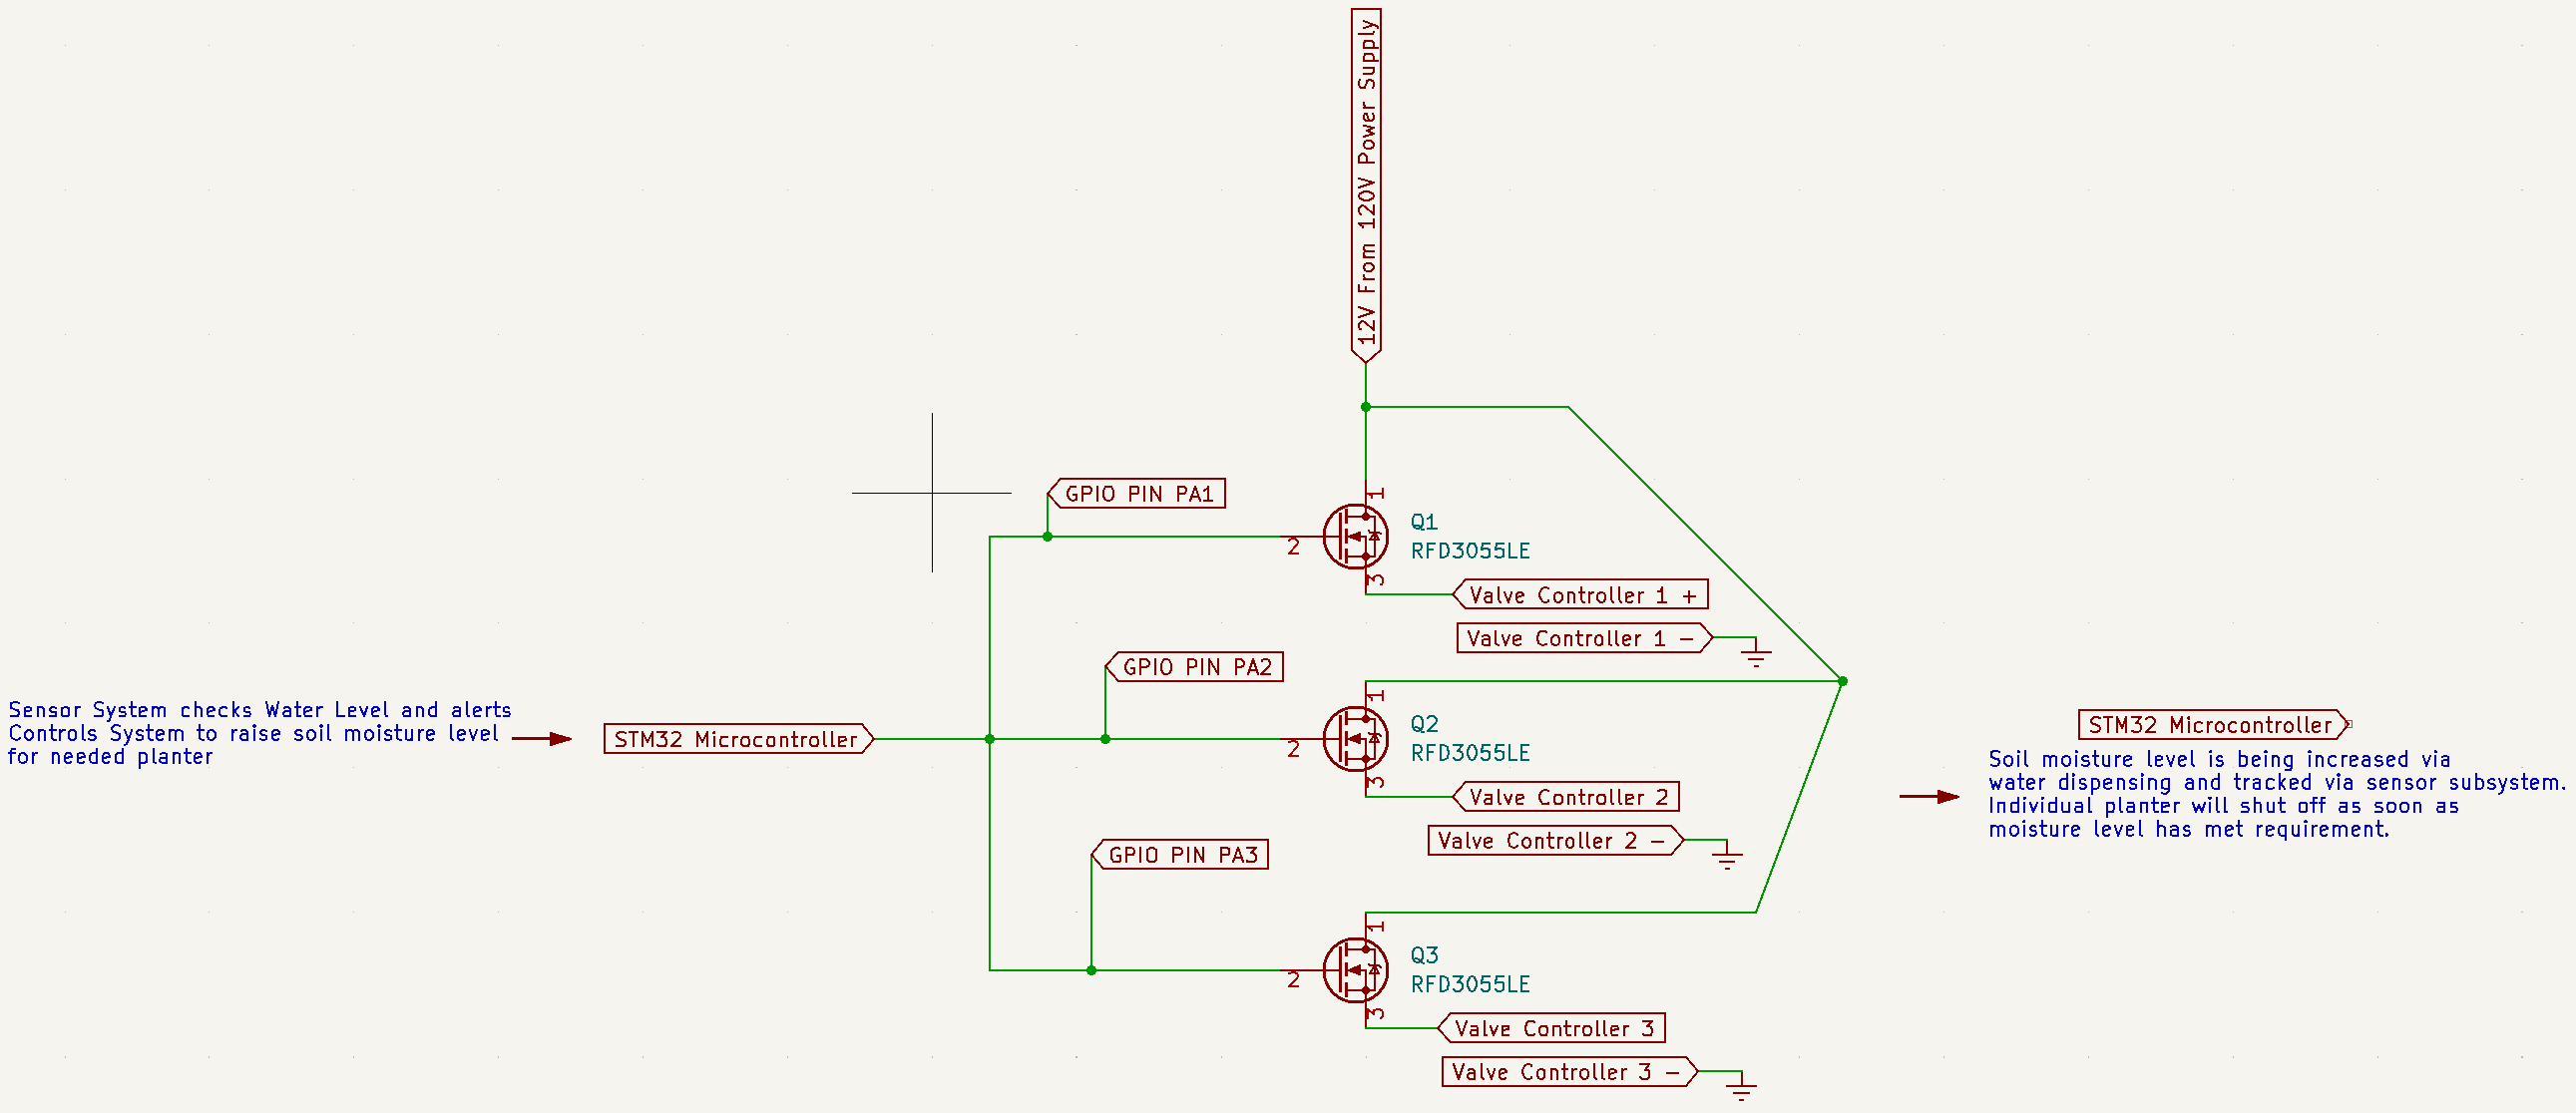 12V From 120V Power Supply
GPIO PIN PA1
1
2
3
Q1
RFD3055LE
Valve Controller 1 +
Valve Controller 1 -
GPIO PIN PA2
Sensor System checks Water Level and alerts
Controls System to raise soil moisture level
for needed planter
STM32 Microcontroller
1
2
3
Q2
RFD3055LE
Valve Controller 2
Valve Controller 2 -
STM32 Microcontroller
Soil moisture level is being increased via
water dispensing and tracked via sensor subsystem.
Individual planter will shut off as soon as
moisture level has met requirement.
GPIO PIN PA3
1
2
3
Q3
RFD3055LE
Valve Controller 3
Valve Controller 3 -